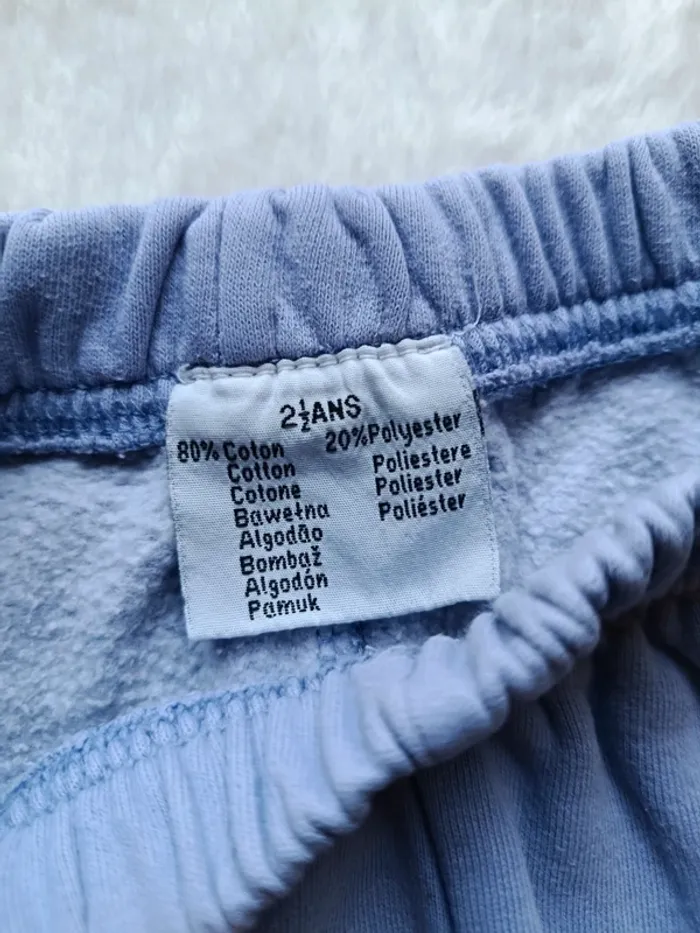 2½ANS
80% Coton 20%Polyester
Cotton Poliestere
Cotone Poliester
Bawełna Poliéster
Algodão
Bombaž
Algodón
Pamuk